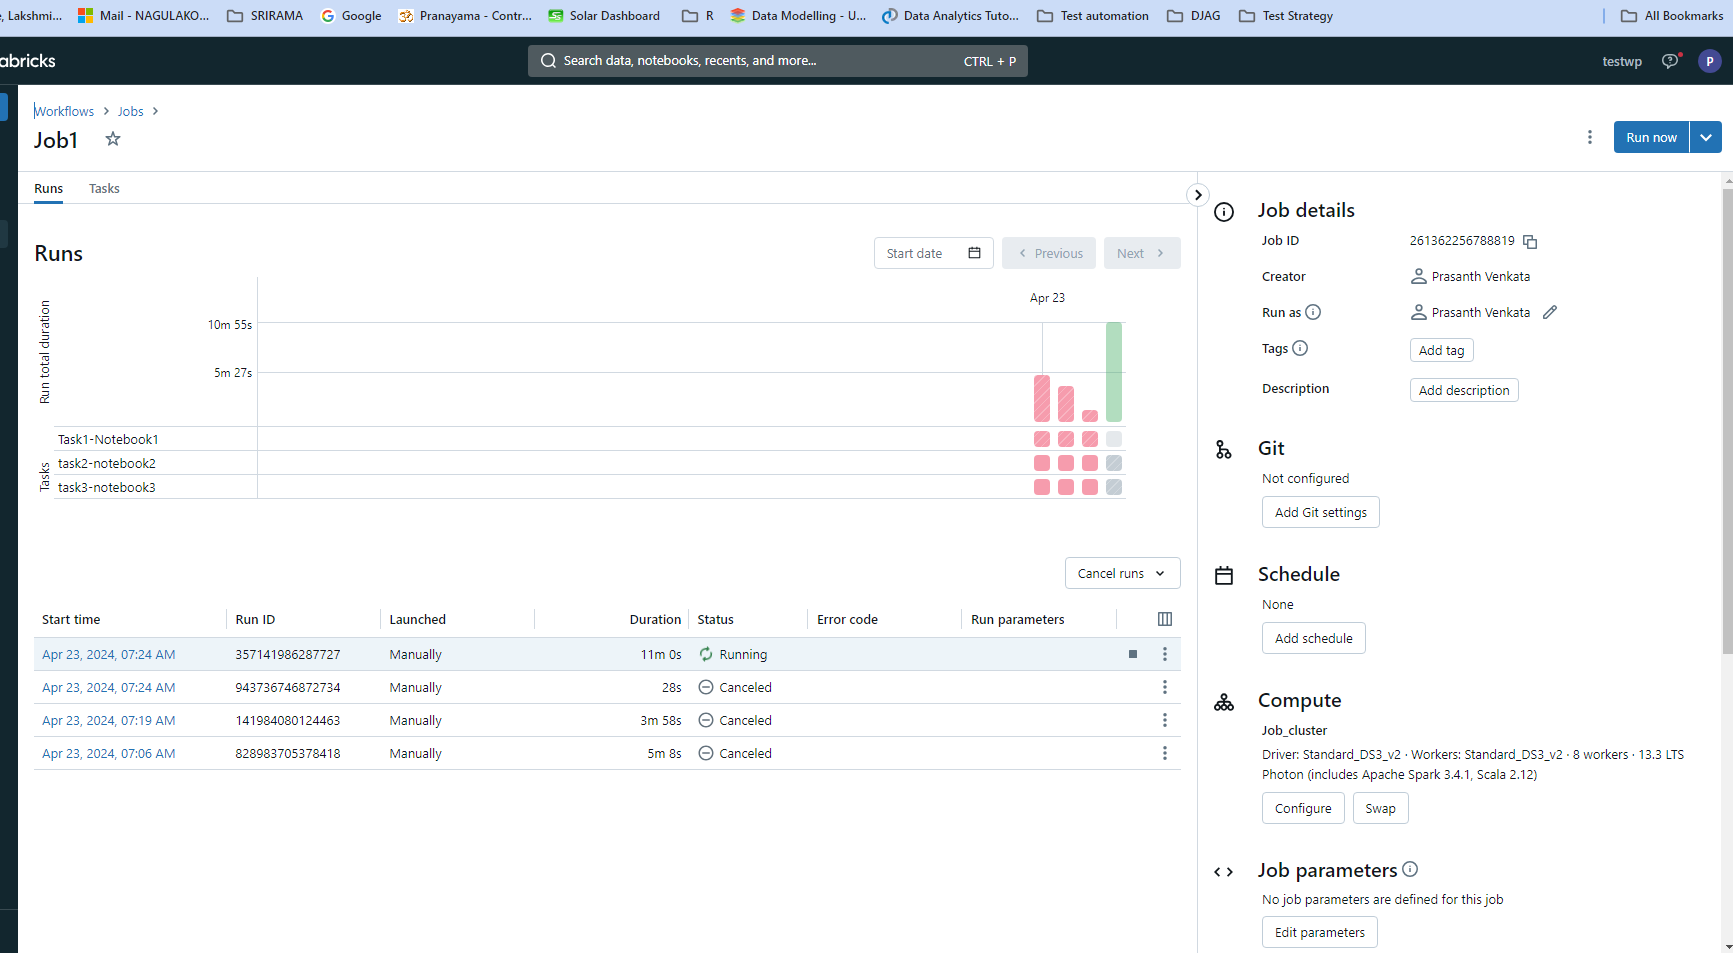 , Lakshmi... Mail - NAGULAKO... SRIRAMA Google Pranayama - Contr... Solar Dashboard R Data Modelling - U... Data Analytics Tuto... Test automation DJAG Test Strategy All Bookmarks
abricks Search data, notebooks, recents, and more... CTRL + P testwp P
Workflows > Jobs >
Job1
Run now
Runs Tasks
Runs
Start date Previous Next
Apr 23
Run total duration
10m 55s
5m 27s
Tasks
Task1-Notebook1
task2-notebook2
task3-notebook3
Cancel runs
Start time Run ID Launched Duration Status Error code Run parameters
Apr 23, 2024, 07:24 AM 357141986287727 Manually 11m 0s Running
Apr 23, 2024, 07:24 AM 943736746872734 Manually 28s Canceled
Apr 23, 2024, 07:19 AM 141984080124463 Manually 3m 58s Canceled
Apr 23, 2024, 07:06 AM 828983705378418 Manually 5m 8s Canceled
Job details
Job ID 261362256788819
Creator Prasanth Venkata
Run as Prasanth Venkata
Tags Add tag
Description Add description
Git
Not configured
Add Git settings
Schedule
None
Add schedule
Compute
Job_cluster
Driver: Standard_DS3_v2 · Workers: Standard_DS3_v2 · 8 workers · 13.3 LTS
Photon (includes Apache Spark 3.4.1, Scala 2.12)
Configure Swap
Job parameters
No job parameters are defined for this job
Edit parameters